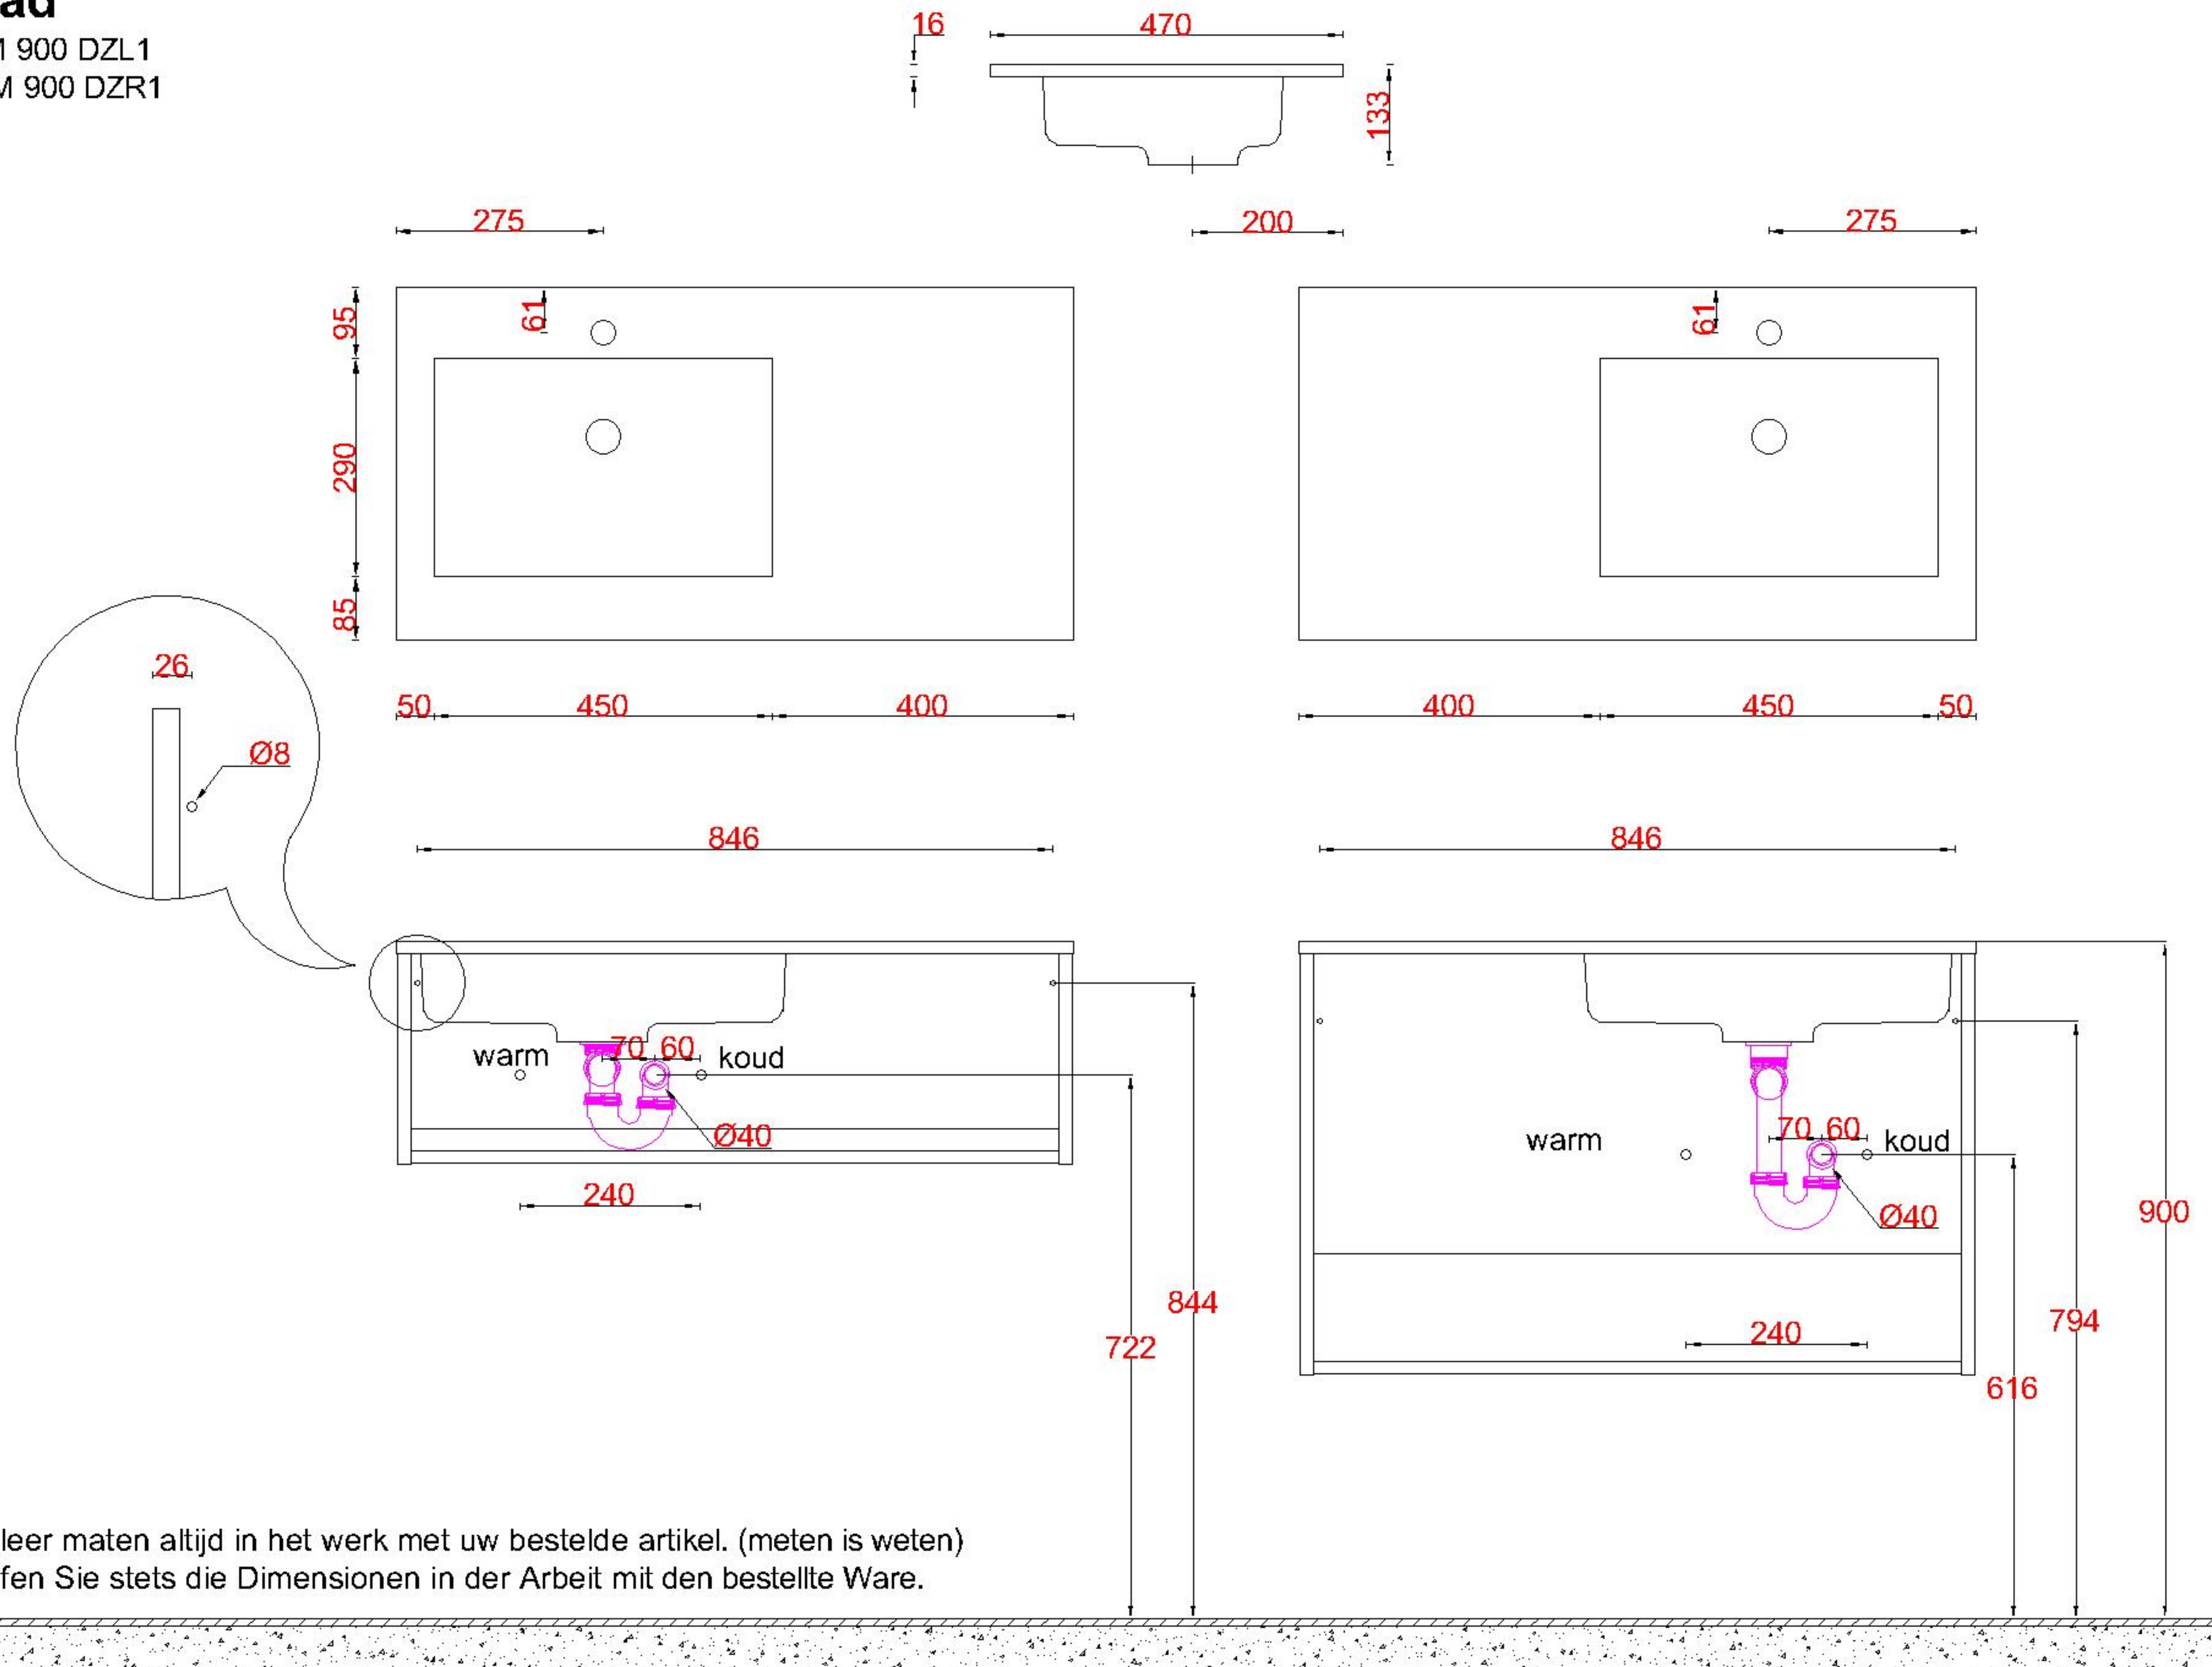 ad
900 DZL1
M 900 DZR1
16
470
133
275
200
275
95
61
61
290
85
26
Ø8
50
450
400
400
450
50
846
846
warm
70
60
koud
Ø40
240
warm
70
60
koud
Ø40
240
900
844
794
722
616
leer maten altijd in het werk met uw bestelde artikel. (meten is weten)
fen Sie stets die Dimensionen in der Arbeit mit den bestellte Ware.